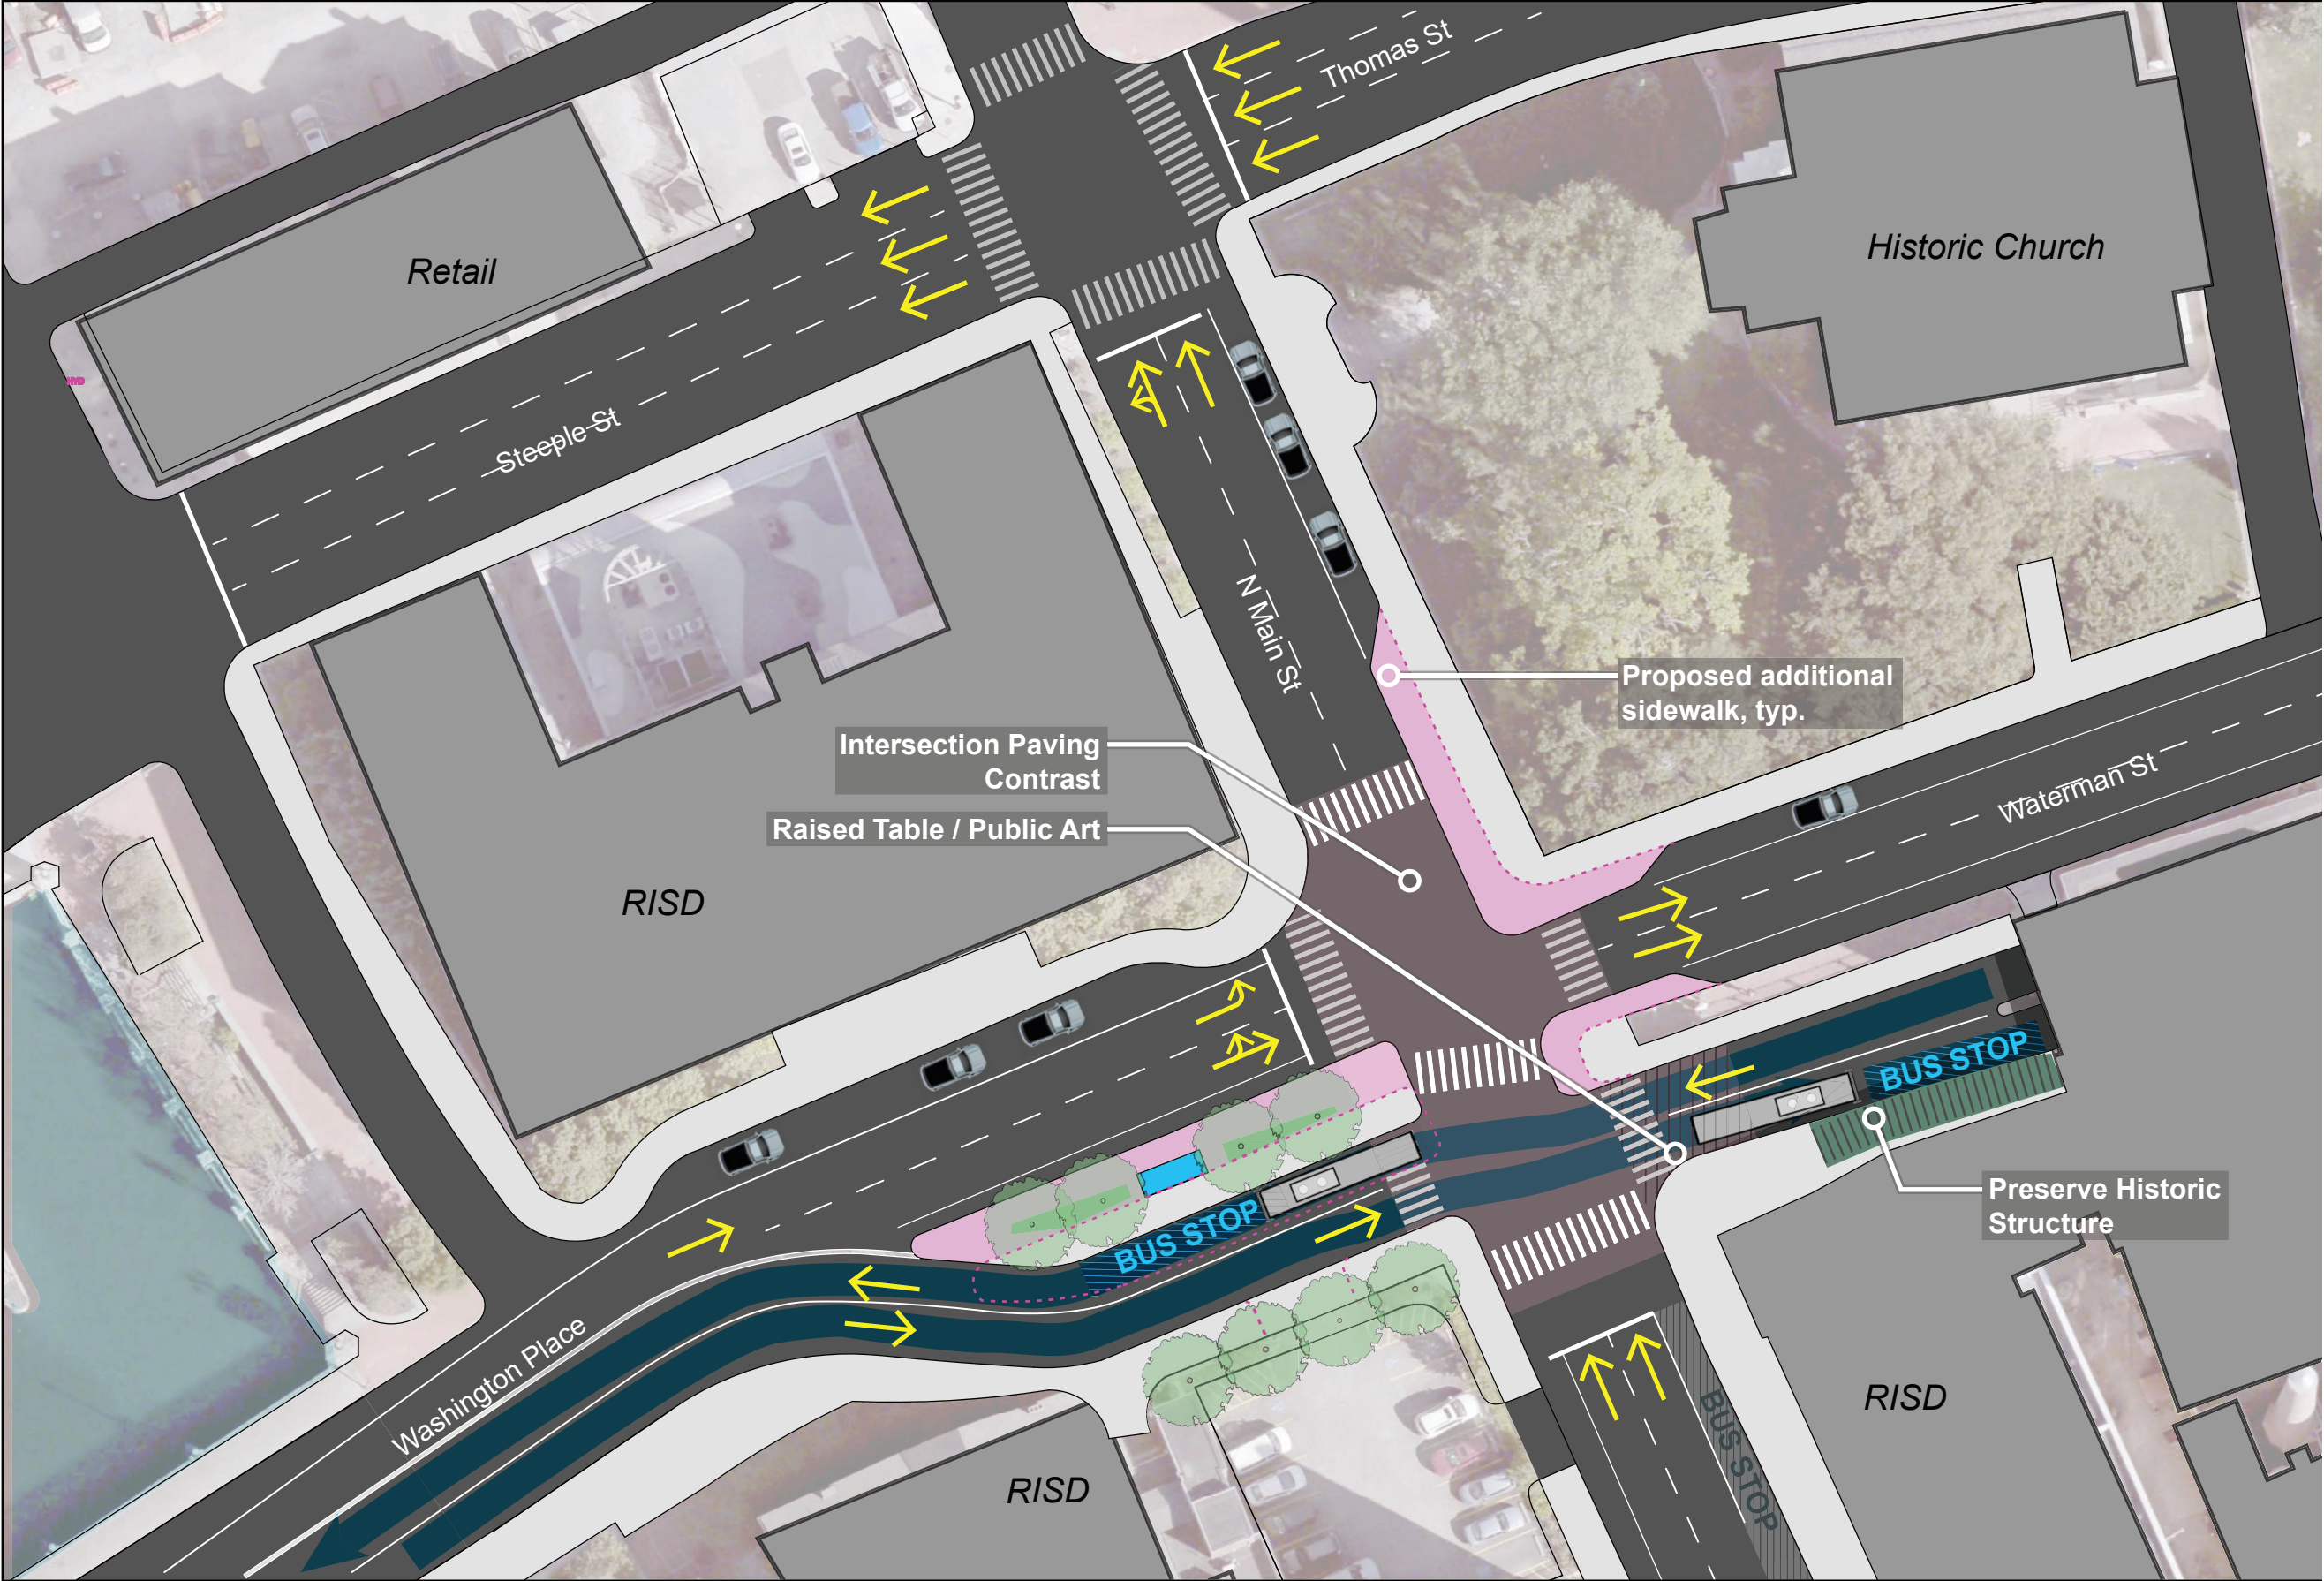 Thomas St
Historic Church
Retail
Steeple St
N Main St
Proposed additional
sidewalk, typ.
Intersection Paving
Contrast
Waterman St
Raised Table / Public Art
RISD
BUS STOP
BUS STOP
Preserve Historic
Structure
Washington Place
RISD
BUS STOP
RISD